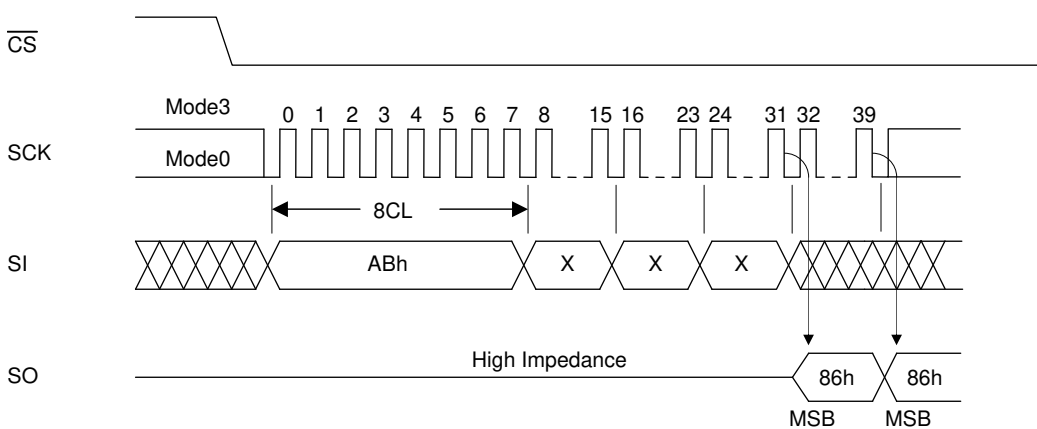 CS
Mode3
0 1 2 3 4 5 6 7 8 15 16 23 24 31 32 39
SCK
Mode0
8CL
SI
ABh X X X
High Impedance
SO
86h 86h
MSB MSB